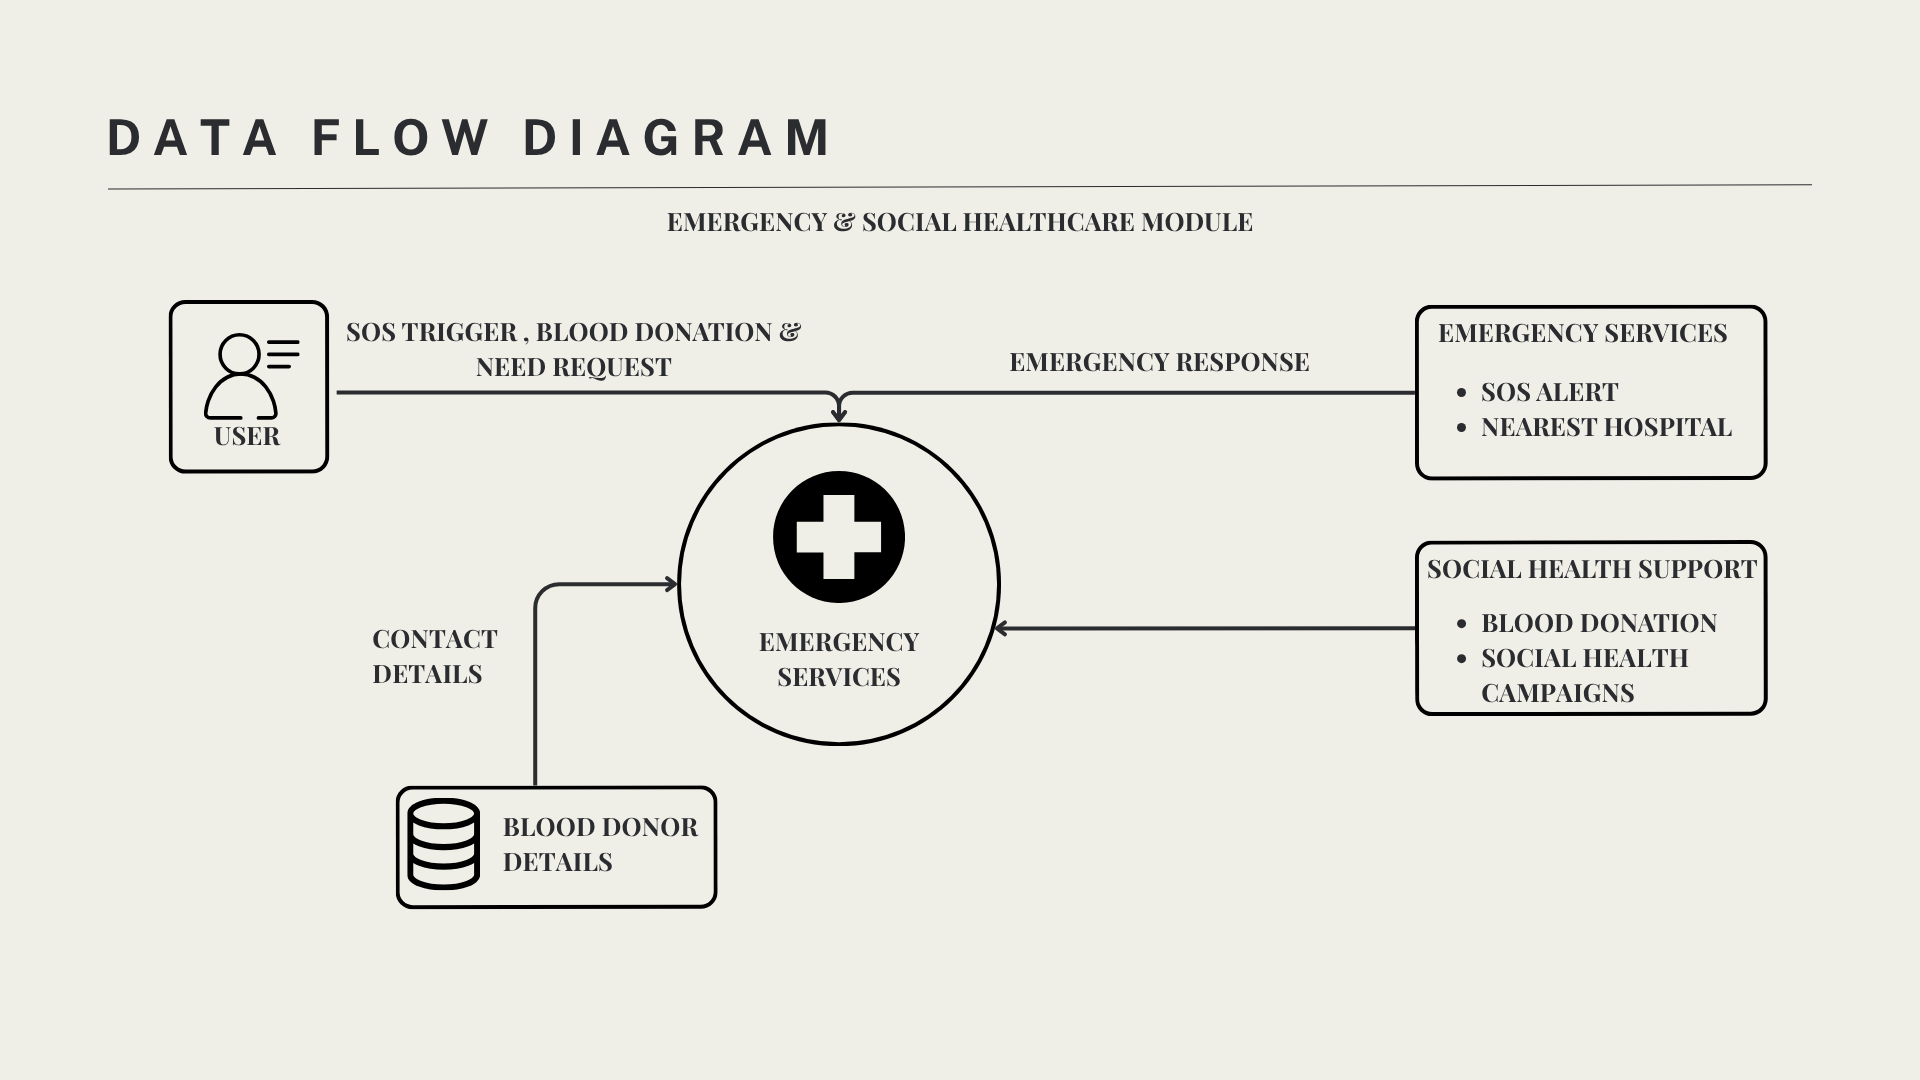 DATA FLOW DIAGRAM
EMERGENCY & SOCIAL HEALTHCARE MODULE
USER
SOS TRIGGER , BLOOD DONATION &
NEED REQUEST
EMERGENCY RESPONSE
EMERGENCY SERVICES
• SOS ALERT
• NEAREST HOSPITAL
EMERGENCY
SERVICES
SOCIAL HEALTH SUPPORT
• BLOOD DONATION
• SOCIAL HEALTH
CAMPAIGNS
CONTACT
DETAILS
BLOOD DONOR
DETAILS